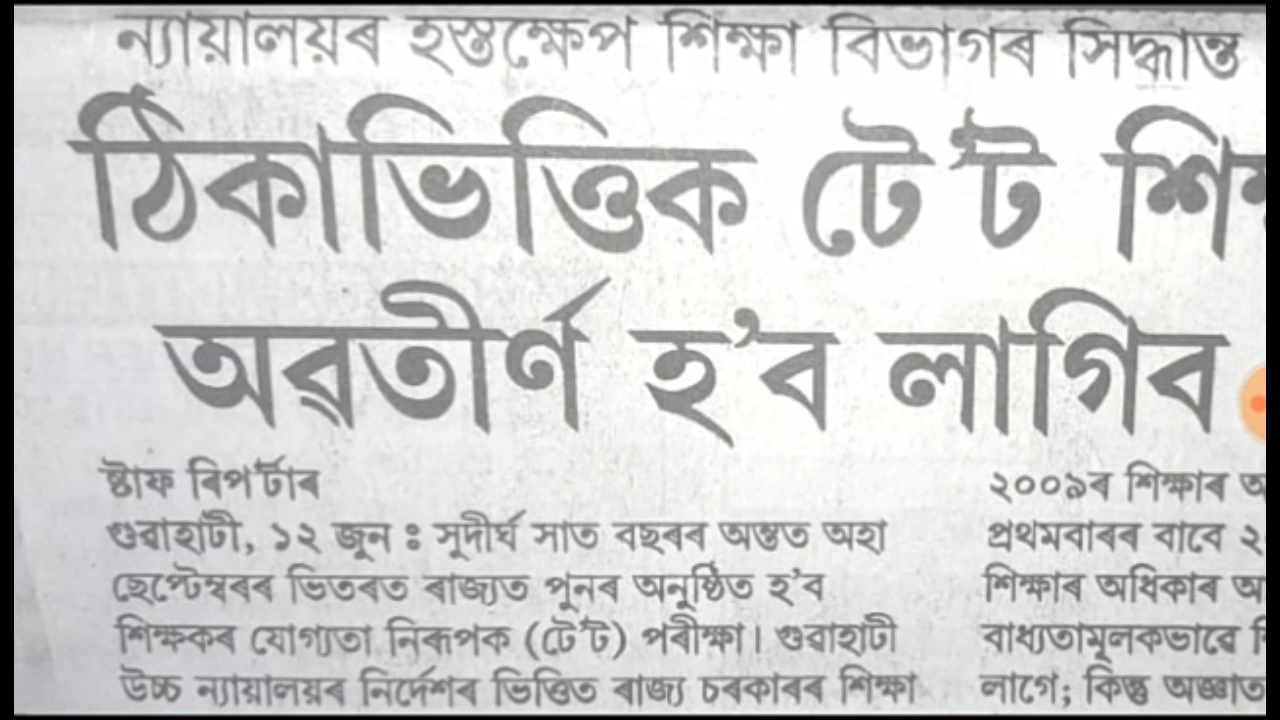 ন্যায়ালয়ৰ হস্তক্ষেপ শিক্ষা বিভাগৰ সিদ্ধান্ত
ঠিকাভিত্তিক টে'ট
অৱতীৰ্ণ হ'ব লাগিব
ষ্টাফ ৰিপ'ৰ্টাৰ
গুৱাহাটী, ১২ জুন : সুদীৰ্ঘ সাত বছৰৰ অন্তত অহা
ছেপ্টেম্বৰৰ ভিতৰত ৰাজ্যত পুনৰ অনুষ্ঠিত হ'ব
শিক্ষকৰ যোগ্যতা নিৰূপক (টে'ট) পৰীক্ষা। গুৱাহাটী
উচ্চ ন্যায়ালয়ৰ নিৰ্দেশৰ ভিত্তিত ৰাজ্য চৰকাৰৰ শিক্ষা
২০০৯ৰ শিক্ষাৰ
প্ৰথমবাৰৰ বাবে
শিক্ষাৰ অধিকাৰ
বাধ্যতামূলকভাৱে
লাগে; কিন্তু অজ্ঞাত